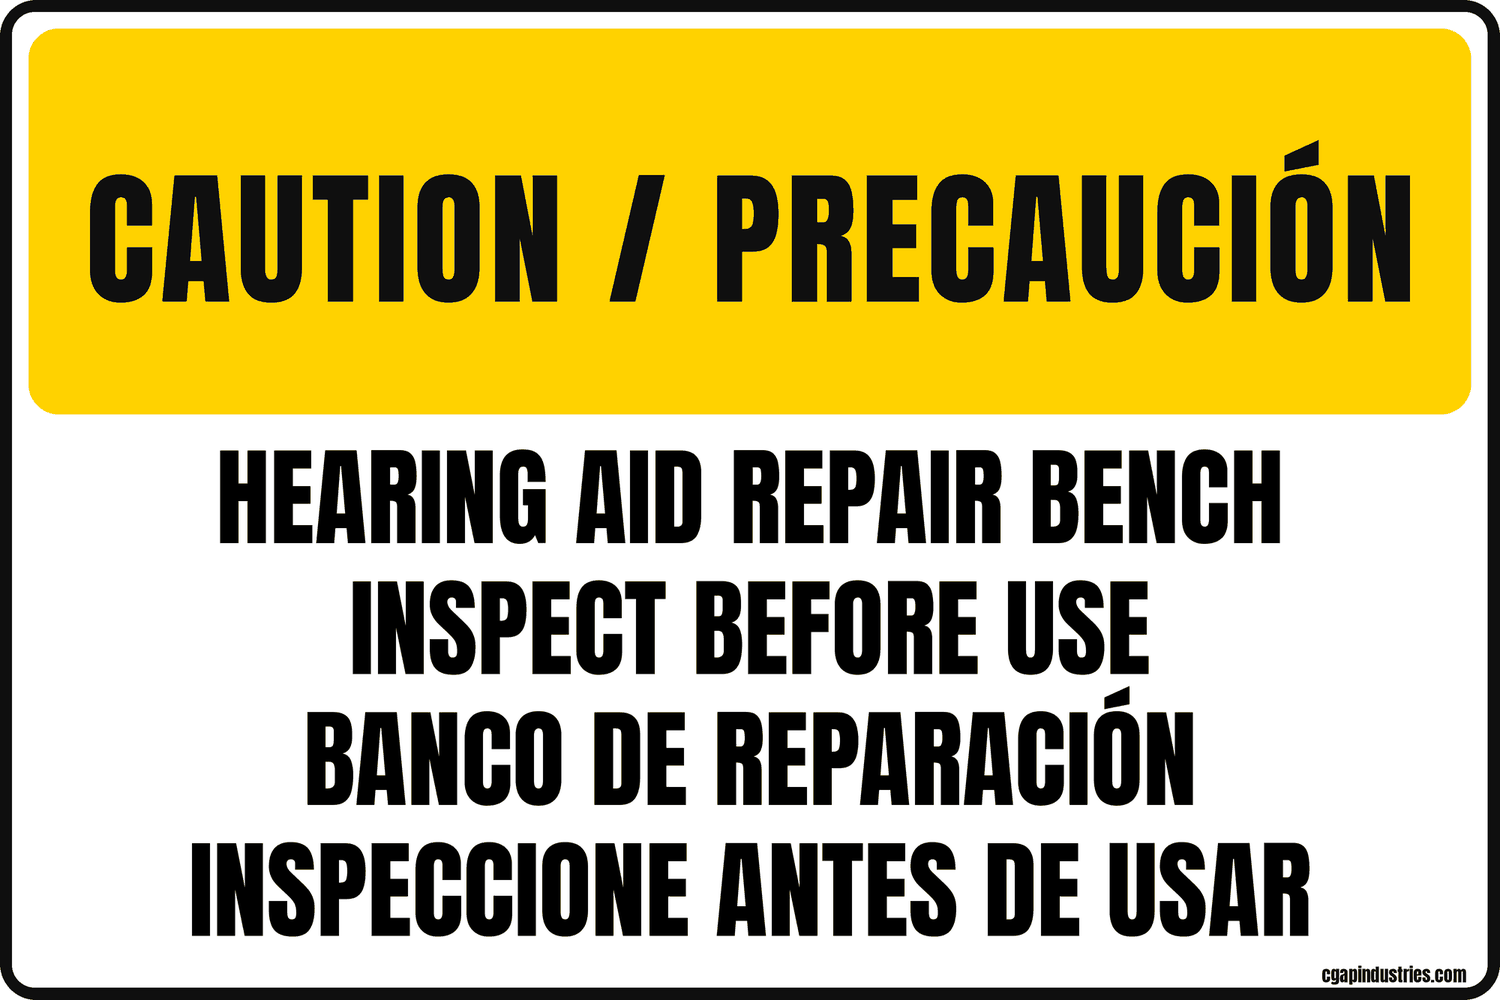 CAUTION / PRECAUCIÓN
HEARING AID REPAIR BENCH
INSPECT BEFORE USE
BANCO DE REPARACIÓN
INSPECCIONE ANTES DE USAR
cgapindustries.com